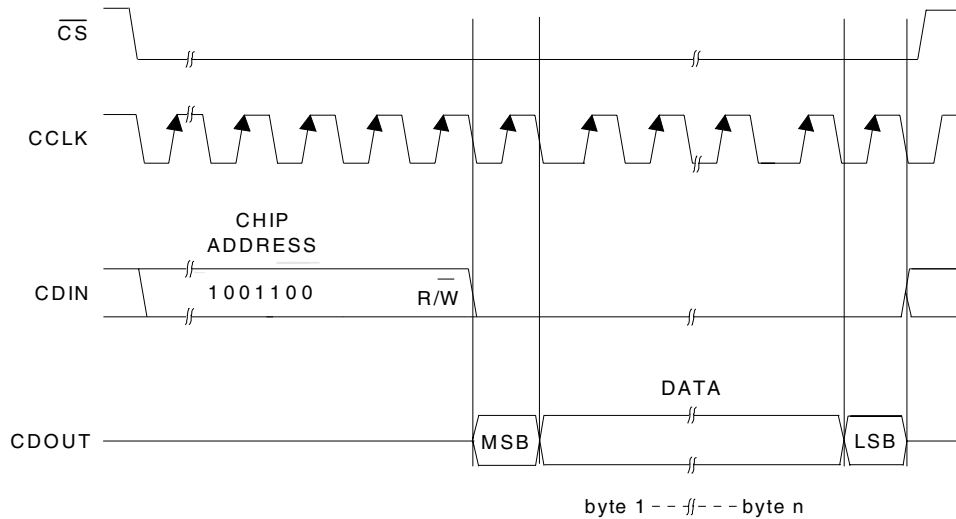 CS
CCLK
CHIP
ADDRESS
CDIN
1001100
R/W
DATA
CDOUT
MSB
LSB
byte 1 - - - - - - byte n